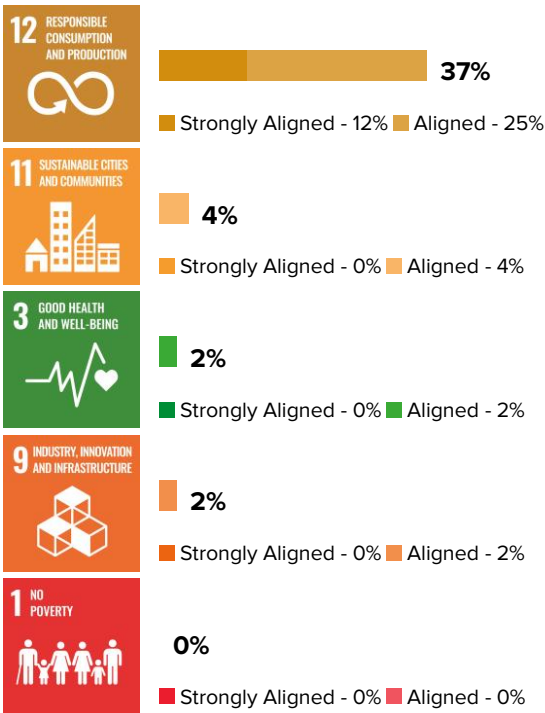 12 RESPONSIBLE
CONSUMPTION
AND PRODUCTION
37%
Strongly Aligned - 12% Aligned - 25%
11 SUSTAINABLE CITIES
AND COMMUNITIES
4%
Strongly Aligned - 0% Aligned - 4%
3 GOOD HEALTH
AND WELL-BEING
2%
Strongly Aligned - 0% Aligned - 2%
9 INDUSTRY, INNOVATION
AND INFRASTRUCTURE
2%
Strongly Aligned - 0% Aligned - 2%
1 NO
POVERTY
0%
Strongly Aligned - 0% Aligned - 0%